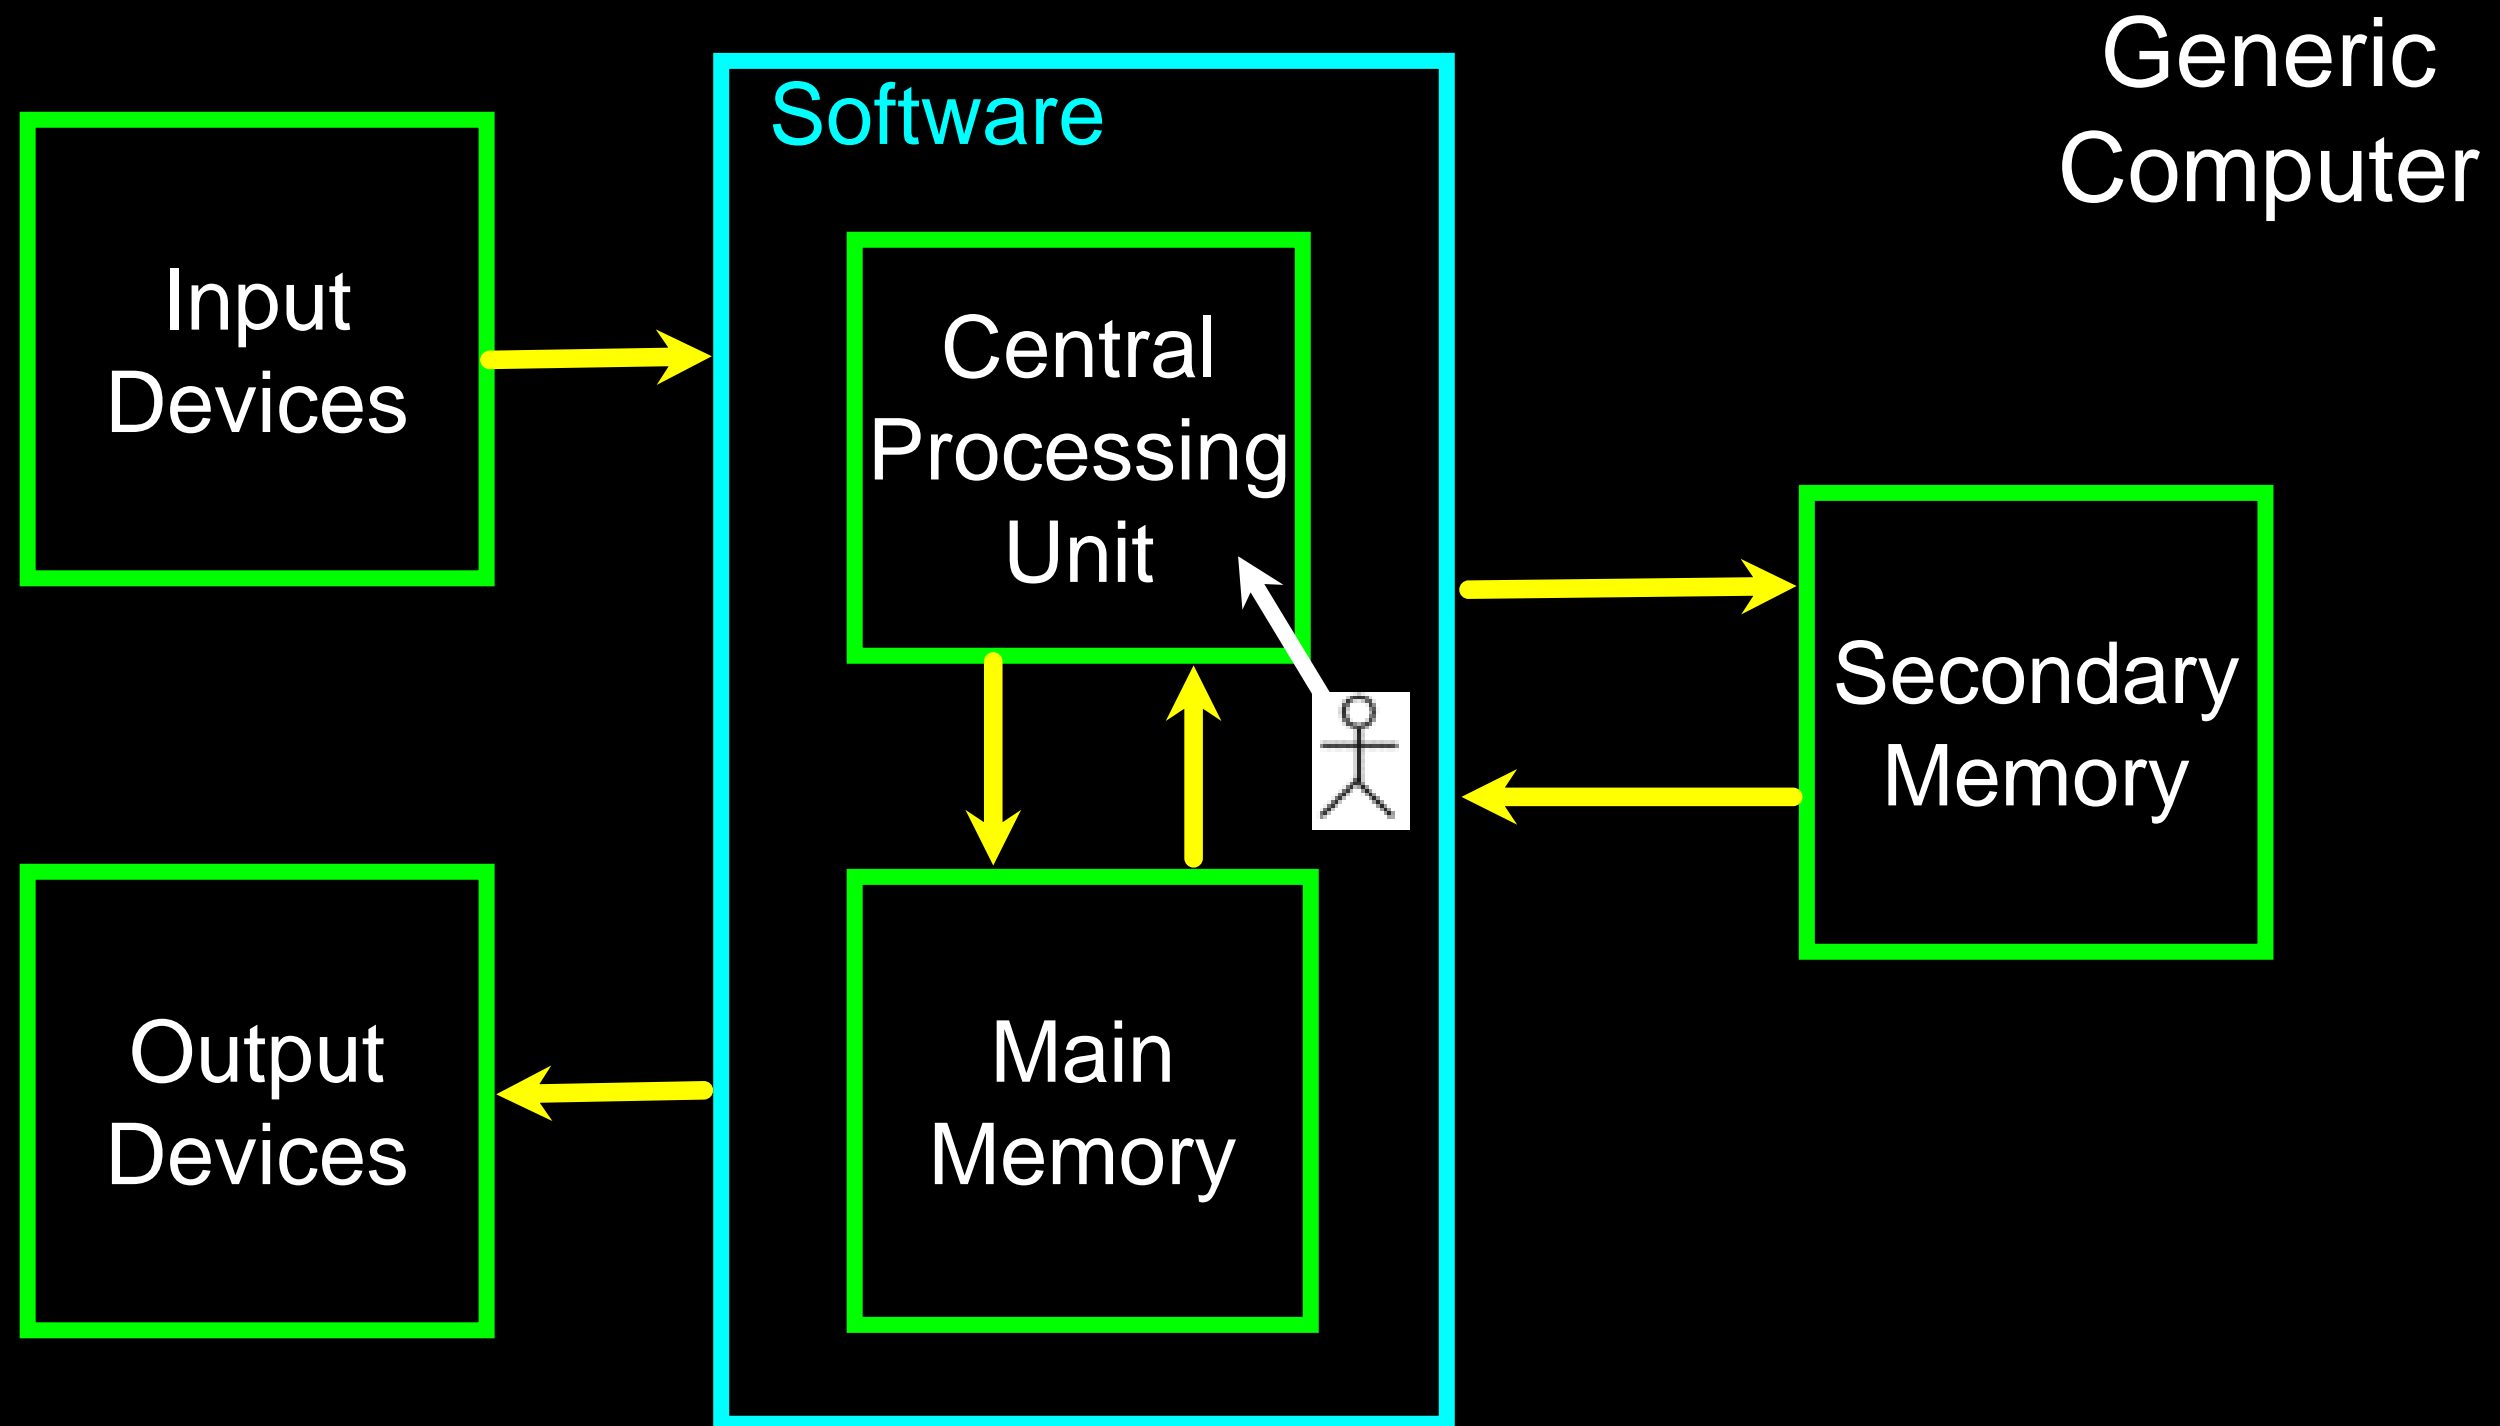 Generic
Computer
Software
Input
Devices
Central
Processing
Unit
Secondary
Memory
Output
Devices
Main
Memory